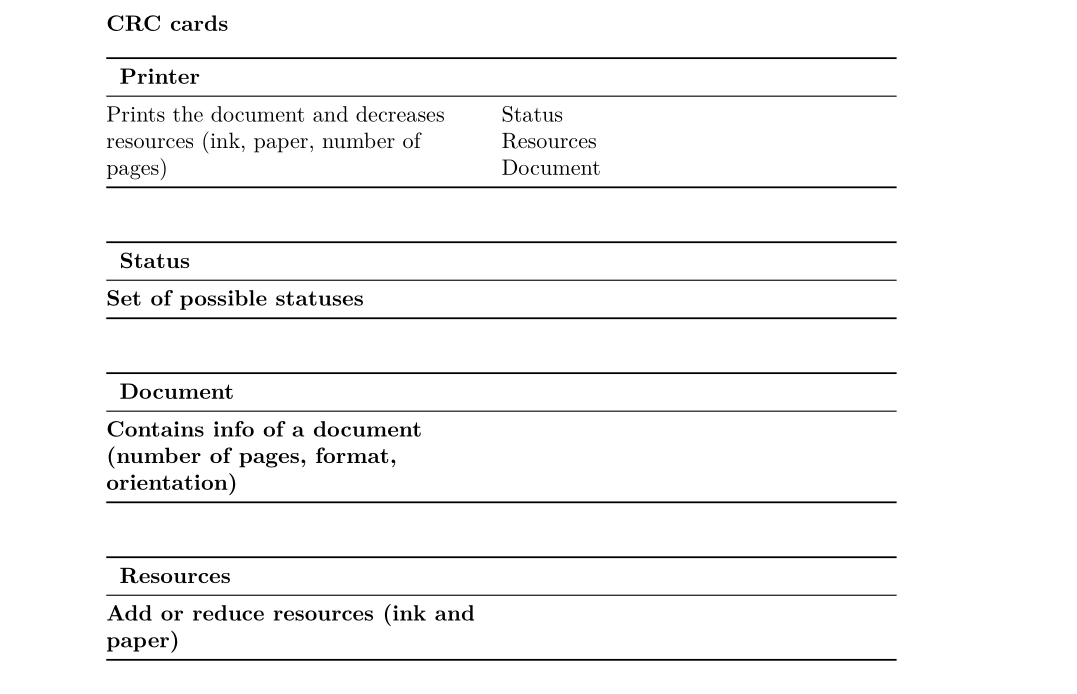 CRC cards
Printer
Prints the document and decreases
resources (ink, paper, number of
pages)
Status
Resources
Document
Status
Set of possible statuses
Document
Contains info of a document
(number of pages, format,
orientation)
Resources
Add or reduce resources (ink and
paper)